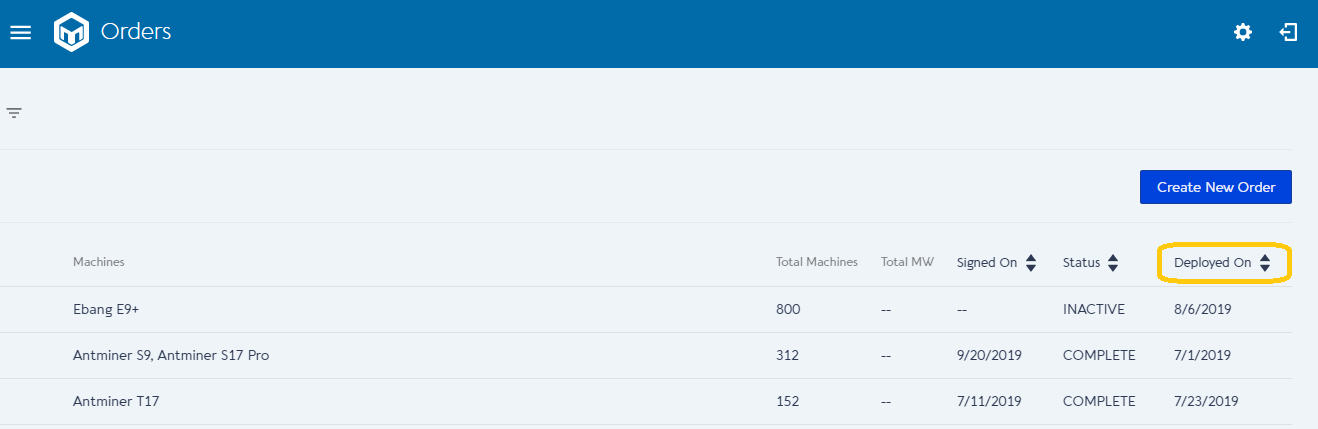 Orders
Create New Order
Machines Total Machines Total MW Signed On Status Deployed On
Ebang E9+ 800 -- -- INACTIVE 8/6/2019
Antminer S9, Antminer S17 Pro 312 -- 9/20/2019 COMPLETE 7/1/2019
Antminer T17 152 -- 7/11/2019 COMPLETE 7/23/2019